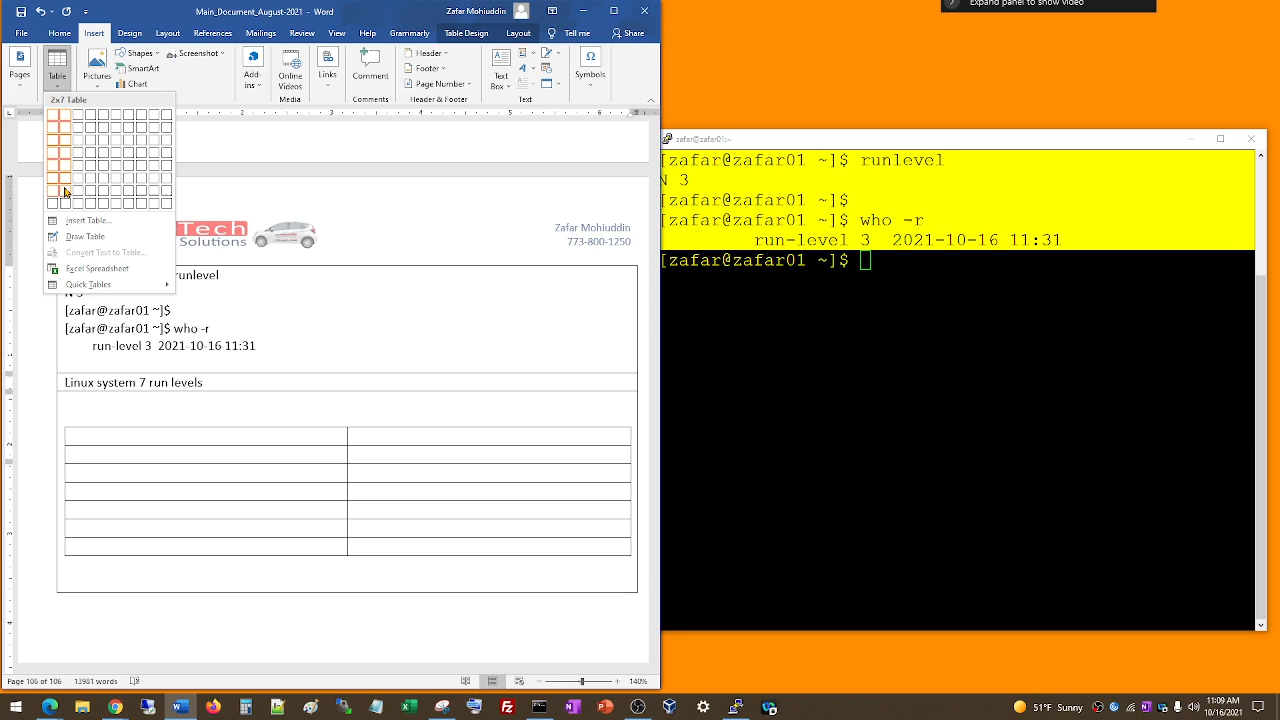 Main_Document_August-2023 - Word
Zafar Mohiuddin
File Home Insert Design Layout References Mailings Review View Help Grammarly Table Design Layout Tell me Share
Pages
Table
Pictures
Shapes
SmartArt
Chart
Screenshot
Add-ins
Online Videos
Links
Comment
Header
Footer
Page Number
Text Box
Symbols
Media
Comments
Header & Footer
Text
2x7 Table
Insert Table...
Draw Table
Convert Text to Table...
Excel Spreadsheet
Quick Tables
Tech
Solutions
Zafar Mohiuddin
773-800-1250
runlevel
N 3
[zafar@zafar01 ~]$
[zafar@zafar01 ~]$ who -r
run-level 3 2021-10-16 11:31
Linux system 7 run levels
Page 106 of 106 13981 words
140%
Expand panel to show video
zafar@zafar01:~
[zafar@zafar01 ~]$ runlevel
N 3
[zafar@zafar01 ~]$
[zafar@zafar01 ~]$ who -r
run-level 3 2021-10-16 11:31
[zafar@zafar01 ~]$
51°F Sunny
11:09 AM
10/16/2021